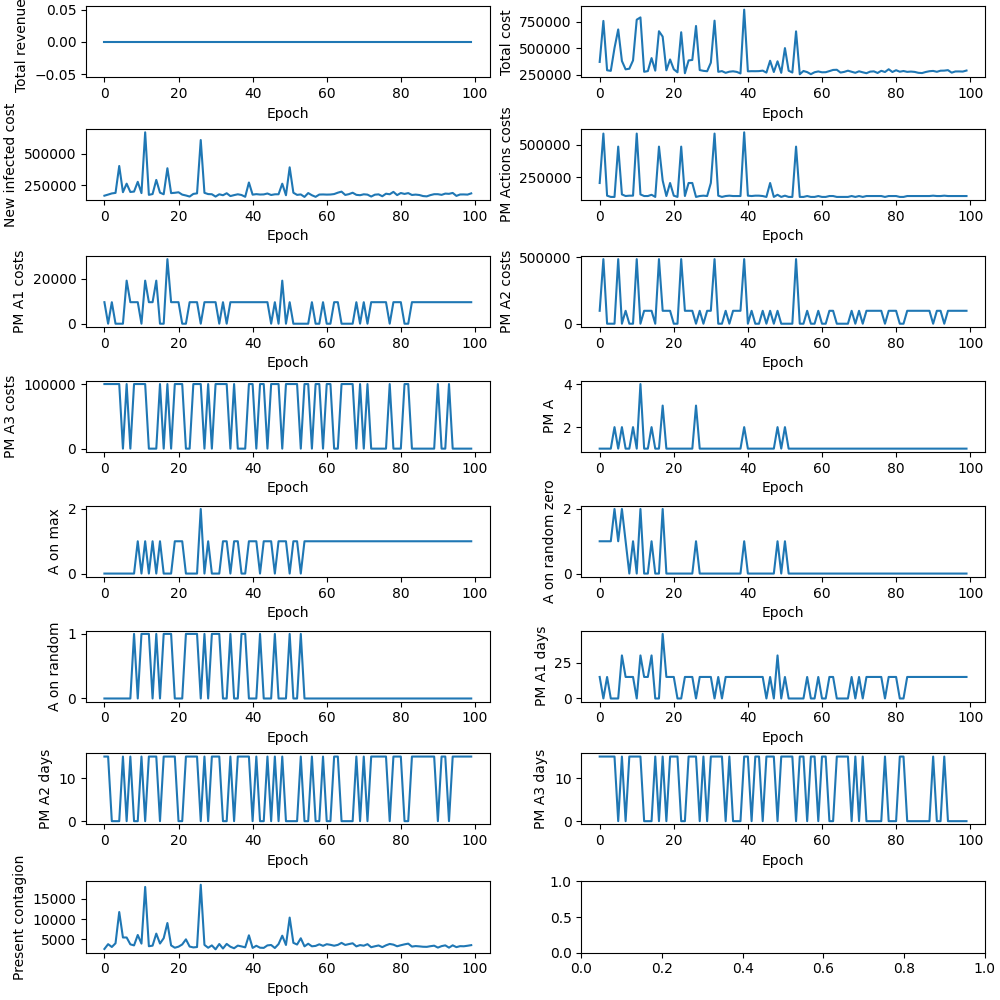 Total revenue
0.05
0.00
−0.05
0 20 40 60 80 100
Epoch
Total cost
750000
500000
250000
0 20 40 60 80 100
Epoch
New infected cost
500000
250000
0 20 40 60 80 100
Epoch
PM Actions costs
500000
250000
0 20 40 60 80 100
Epoch
PM A1 costs
20000
0
0 20 40 60 80 100
Epoch
PM A2 costs
500000
0
0 20 40 60 80 100
Epoch
PM A3 costs
100000
0
0 20 40 60 80 100
Epoch
PM A
4
2
0 20 40 60 80 100
Epoch
A on max
2
0
0 20 40 60 80 100
Epoch
A on random zero
2
0
0 20 40 60 80 100
Epoch
A on random
1
0
0 20 40 60 80 100
Epoch
PM A1 days
25
0
0 20 40 60 80 100
Epoch
PM A2 days
10
0
0 20 40 60 80 100
Epoch
PM A3 days
10
0
0 20 40 60 80 100
Epoch
Present contagion
15000
10000
5000
0 20 40 60 80 100
Epoch
1.0
0.5
0.0
0.0 0.2 0.4 0.6 0.8 1.0